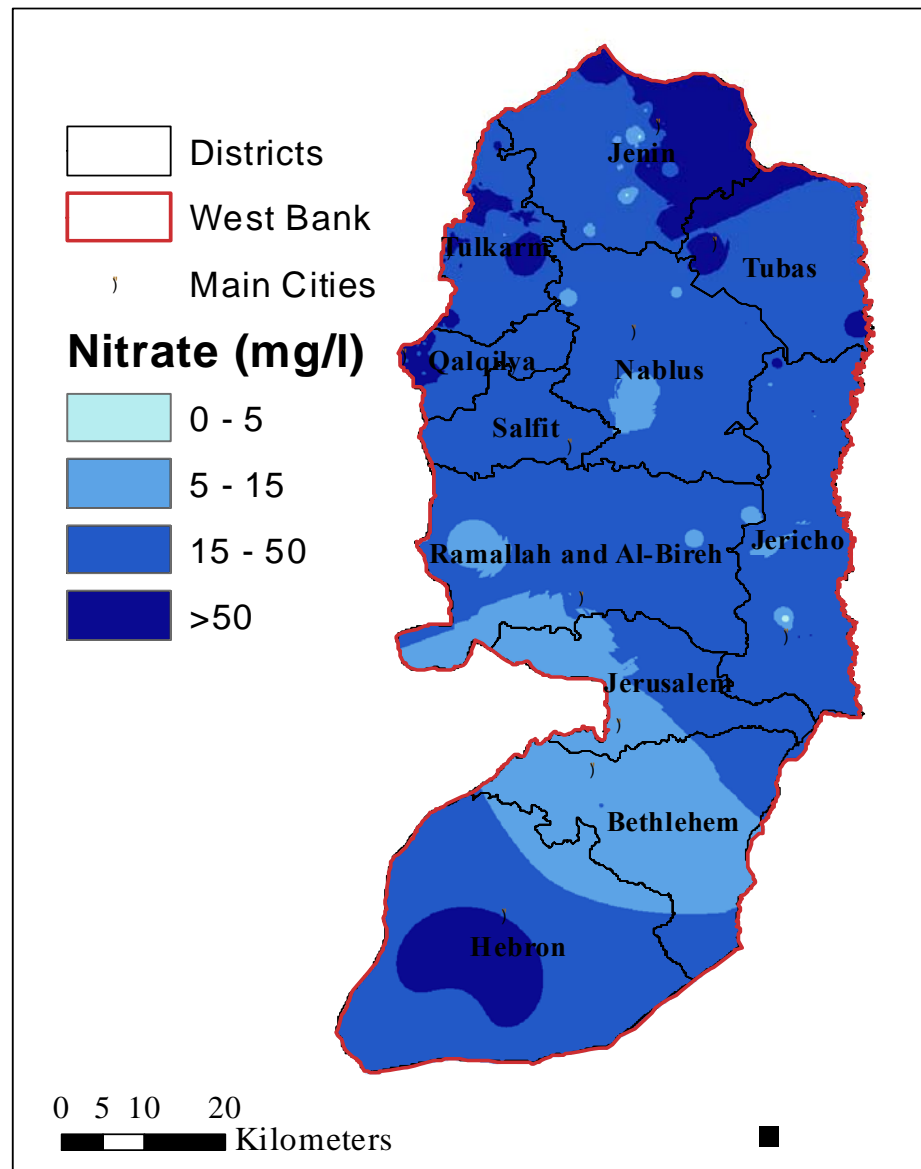 Districts
West Bank
Main Cities
Nitrate (mg/l)
0 - 5
5 - 15
15 - 50
>50
Jenin
Tulkarm
Tubas
Qalqilya
Nablus
Salfit
Ramallah and Al-Bireh
Jericho
Jerusalem
Bethlehem
Hebron
0 5 10 20
Kilometers